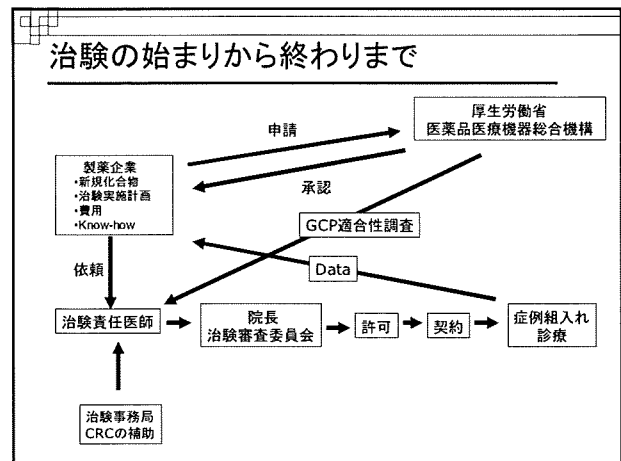 治験の始まりから終わりまで
厚生労働省
医薬品医療機器総合機構
申請
製薬企業
・新規化合物
・治験実施計画
・費用
・Know-how
承認
GCP適合性調査
依頼
Data
治験責任医師
院長
治験審査委員会
許可
契約
症例組入れ
診療
治験事務局
CRCの補助